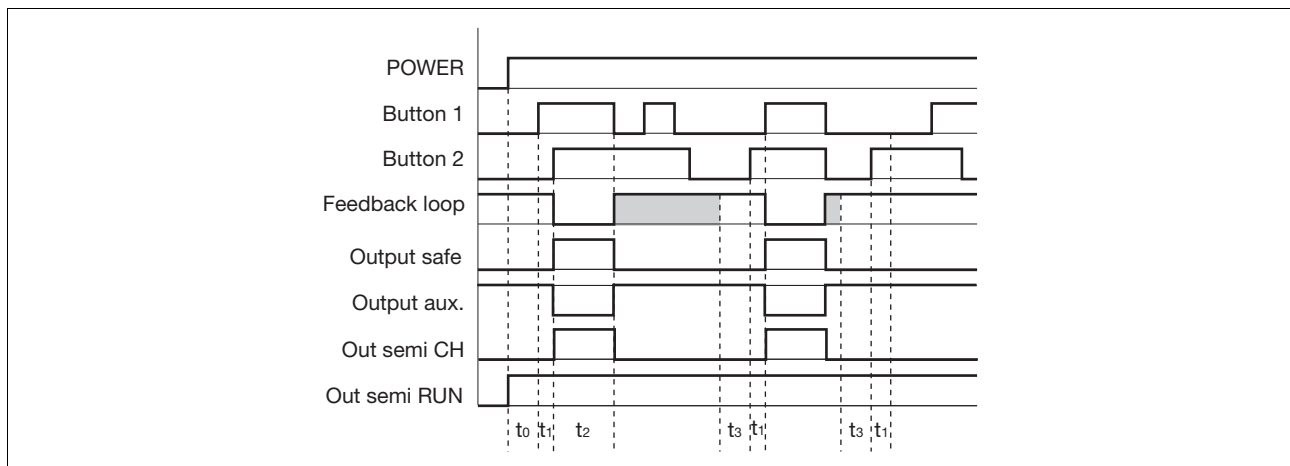 POWER
Button 1
Button 2
Feedback loop
Output safe
Output aux.
Out semi CH
Out semi RUN
t0 t1 t2 t3 t1 t3 t1